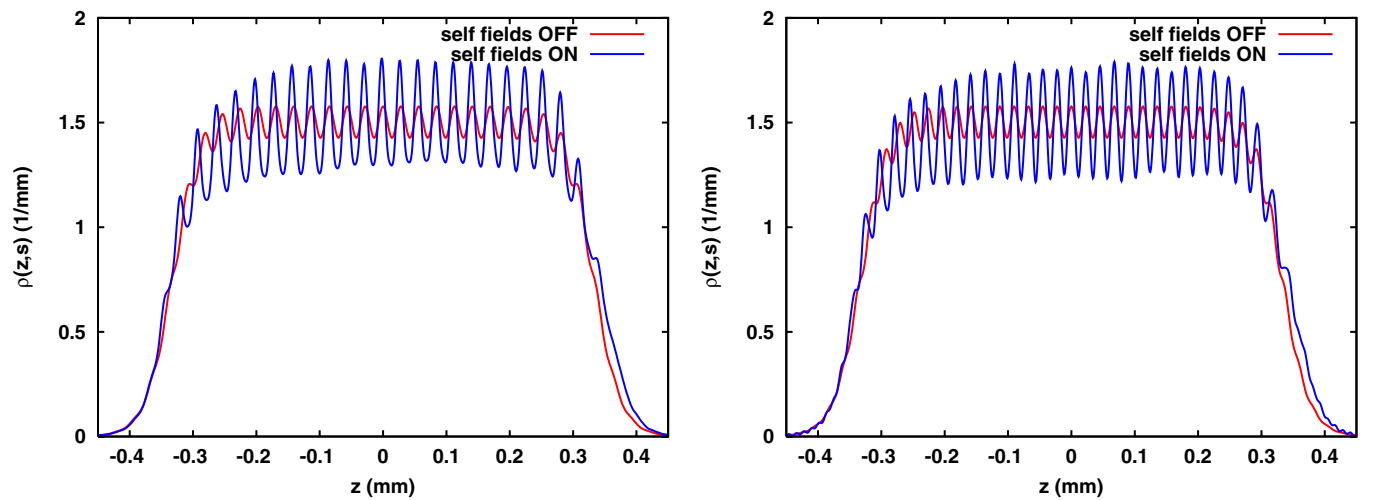 2
1.5
1
0.5
0
ρ(z,s) (1/mm)
self fields OFF
self fields ON
-0.4 -0.3 -0.2 -0.1 0 0.1 0.2 0.3 0.4
z (mm)
2
1.5
1
0.5
0
ρ(z,s) (1/mm)
self fields OFF
self fields ON
-0.4 -0.3 -0.2 -0.1 0 0.1 0.2 0.3 0.4
z (mm)